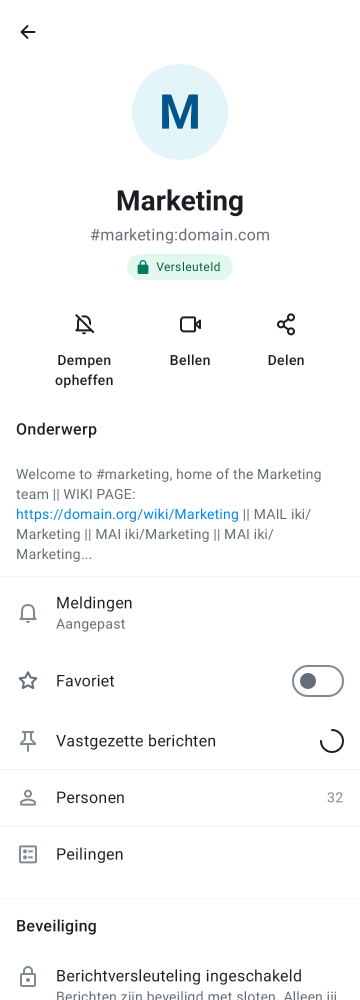 M
Marketing
#marketing:domain.com
Versleuteld
Dempen
opheffen
Bellen
Delen
Onderwerp
Welcome to #marketing, home of the Marketing
team || WIKI PAGE:
https://domain.org/wiki/Marketing || MAIL iki/
Marketing || MAI iki/Marketing || MAI iki/
Marketing...
Meldingen
Aangepast
Favoriet
Vastgezette berichten
Personen
32
Peilingen
Beveiliging
Berichtversleuteling ingeschakeld
Berichten zijn beveiligd met sloten. Alleen jij